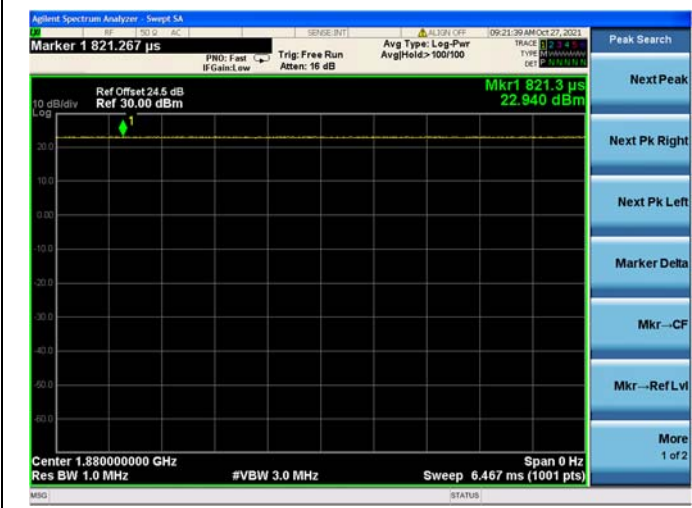 Agilent Spectrum Analyzer - Swept SA
RF 50 Ω AC SENSE:INT ALIGN OFF 09:21:39 AM Oct 27, 2021
Marker 1 821.267 µs
PNO: Fast Trig: Free Run Avg Type: Log-Pwr TRACE 1 2 3 4 5 6
IFGain:Low Atten: 16 dB Avg|Hold:>100/100 TYPE MWWWWW
DET P N N N N N
Peak Search
Ref Offset 24.5 dB Mkr1 821.3 µs
10 dB/div Ref 30.00 dBm 22.940 dBm
Log
1
20.0
10.0
0.00
-10.0
-20.0
-30.0
-40.0
-50.0
-60.0
Next Peak
Next Pk Right
Next Pk Left
Marker Delta
Mkr→CF
Mkr→Ref Lvl
More
1 of 2
Center 1.880000000 GHz Span 0 Hz
Res BW 1.0 MHz #VBW 3.0 MHz Sweep 6.467 ms (1001 pts)
MSG STATUS